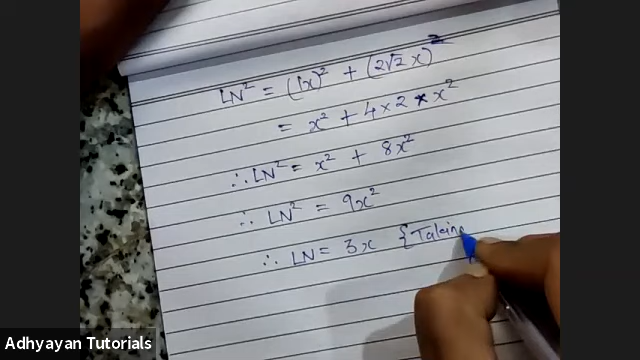 LN² = (1x)² + (2√2 x)²
= x² + 4 × 2 × x²
∴ LN² = x² + 8x²
∴ LN² = 9x²
∴ LN = 3x {Takin
Adhyayan Tutorials